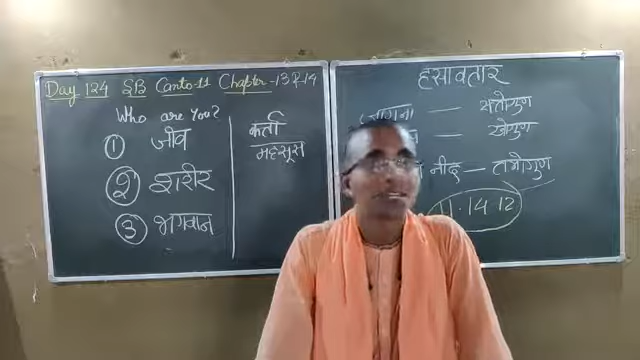 Day 124 SB Canto-11 Chapter-13 & 14
Who are You?
① जीव
② शरीर
③ भगवान
कर्ता
महसूस
हंसावतार
जागना — सतोगुण
— रजोगुण
नींद — तमोगुण
11.14.12